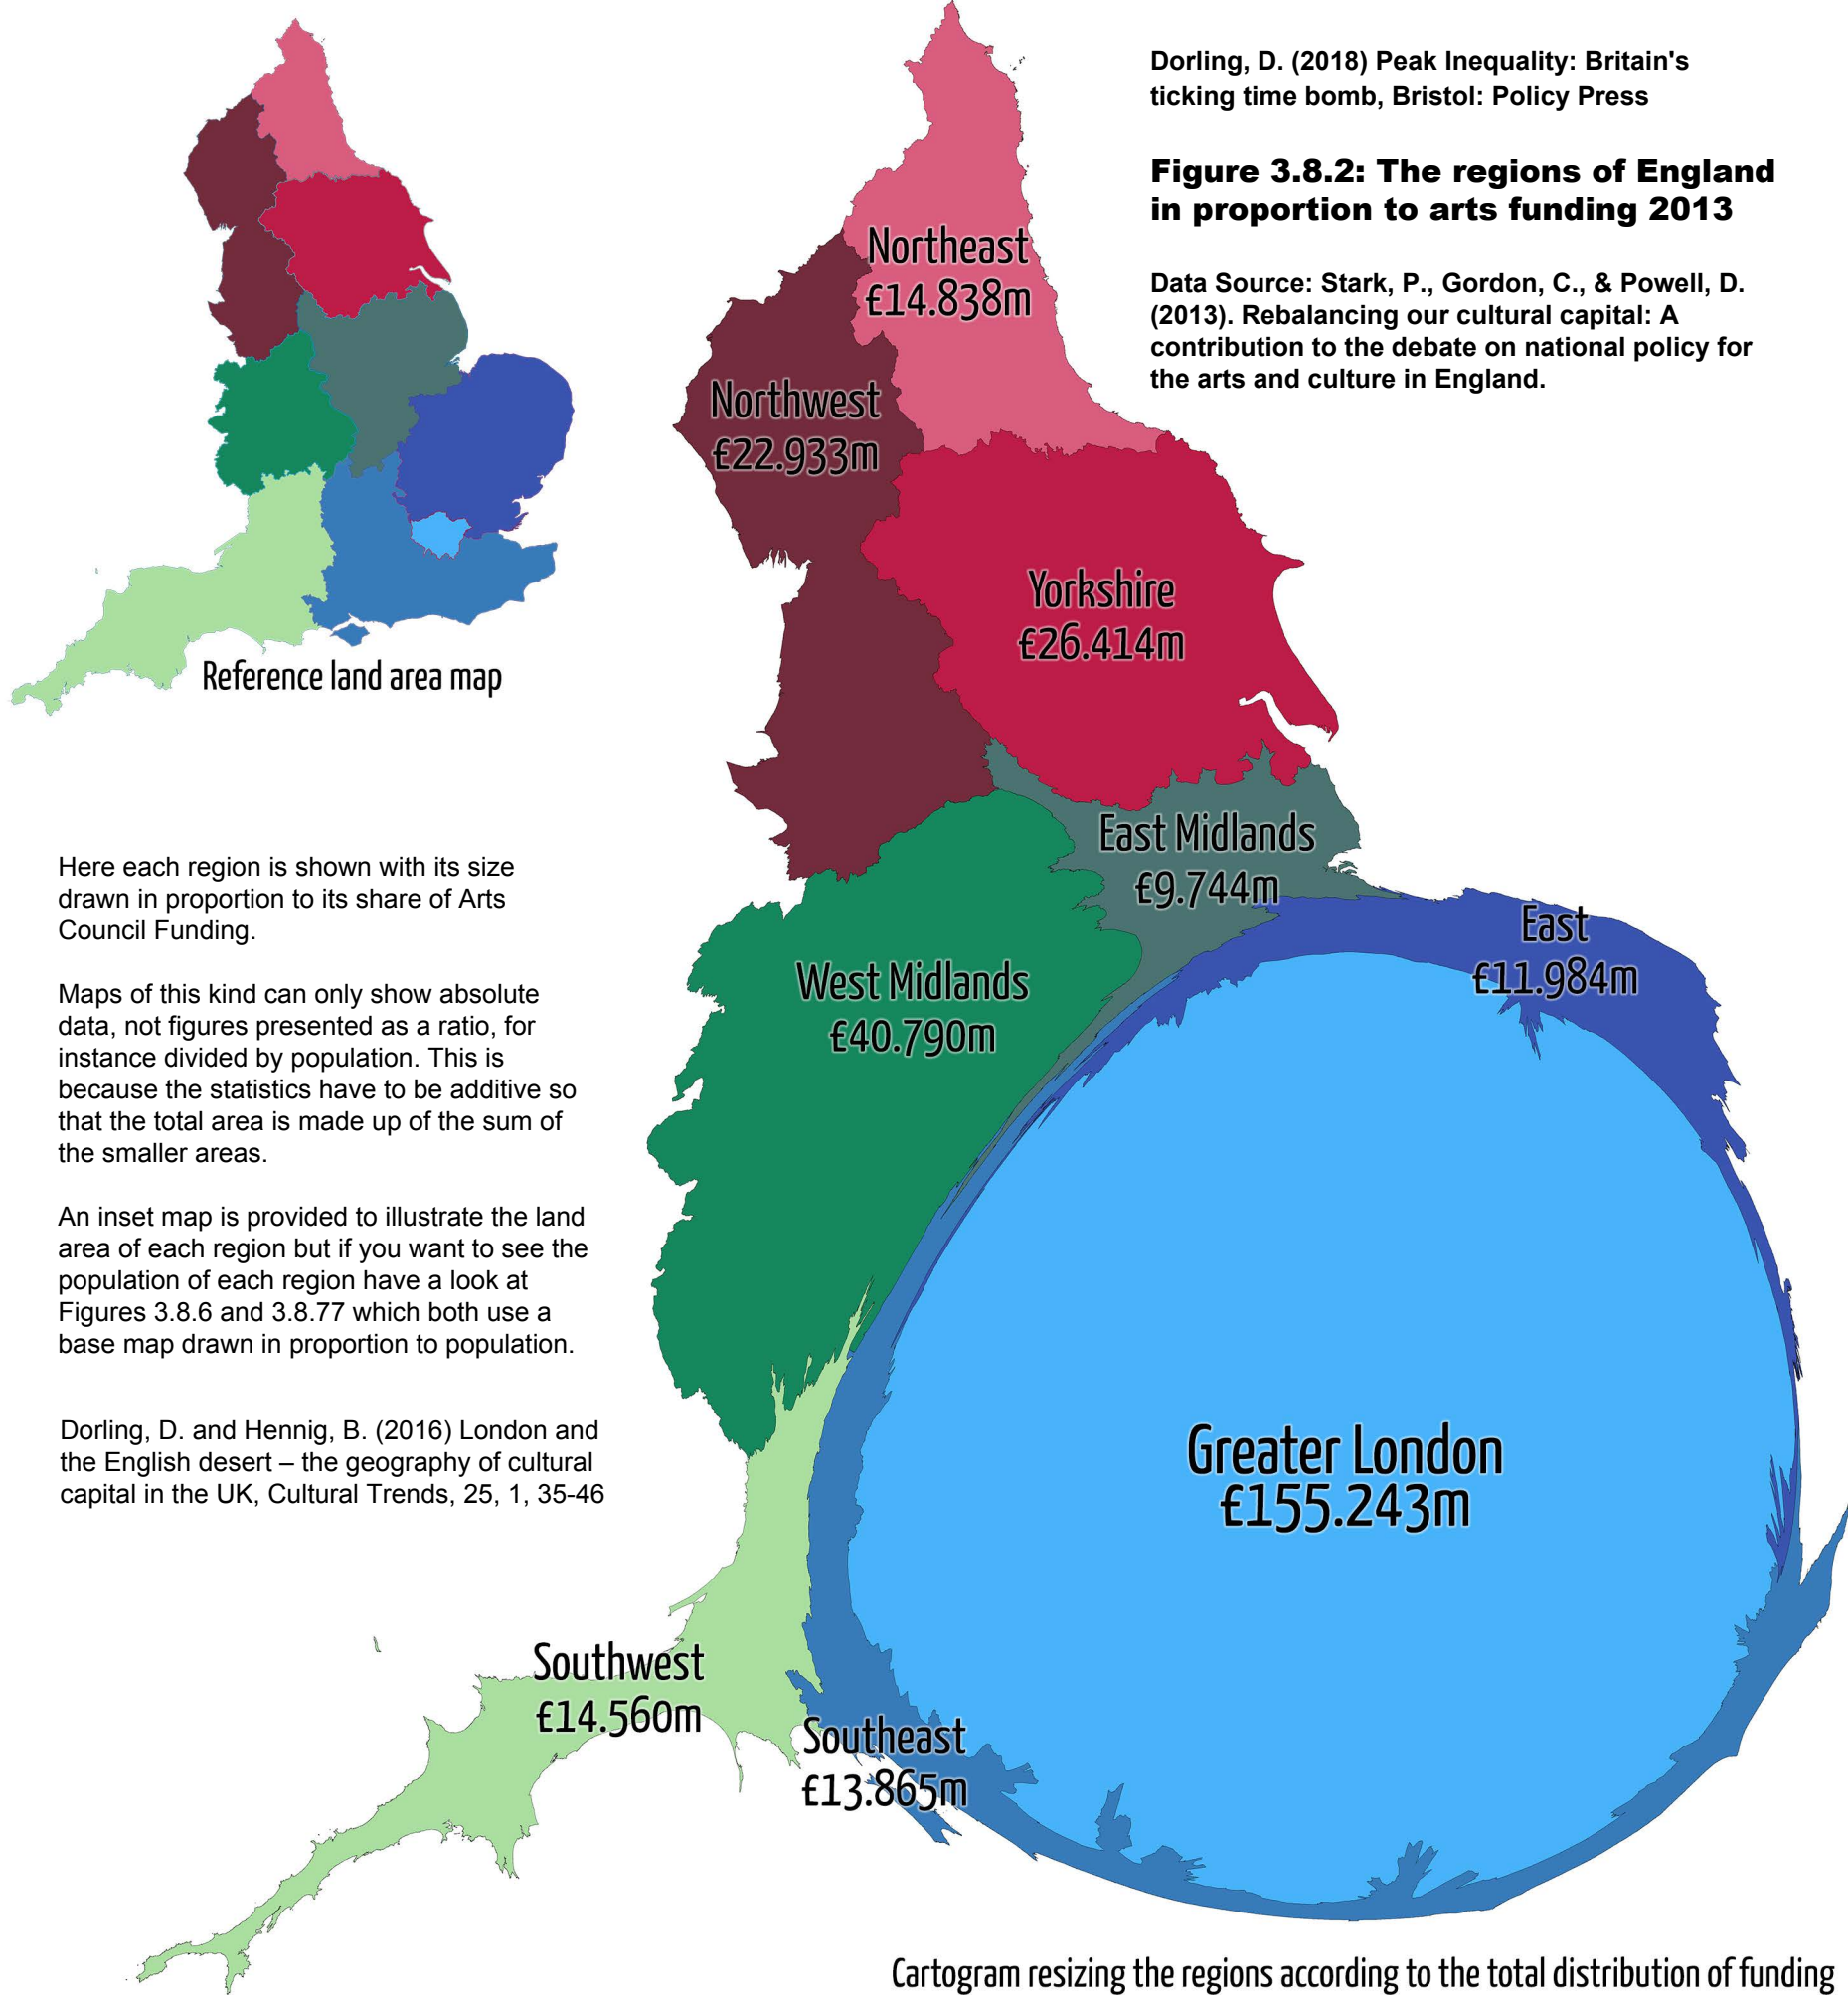 Dorling, D. (2018) Peak Inequality: Britain's
ticking time bomb, Bristol: Policy Press
Figure 3.8.2: The regions of England
in proportion to arts funding 2013
Data Source: Stark, P., Gordon, C., & Powell, D.
(2013). Rebalancing our cultural capital: A
contribution to the debate on national policy for
the arts and culture in England.
Northeast
£14.838m
Northwest
£22.933m
Yorkshire
£26.414m
Reference land area map
East Midlands
£9.744m
East
£11.984m
West Midlands
£40.790m
Here each region is shown with its size
drawn in proportion to its share of Arts
Council Funding.
Maps of this kind can only show absolute
data, not figures presented as a ratio, for
instance divided by population. This is
because the statistics have to be additive so
that the total area is made up of the sum of
the smaller areas.
An inset map is provided to illustrate the land
area of each region but if you want to see the
population of each region have a look at
Figures 3.8.6 and 3.8.77 which both use a
base map drawn in proportion to population.
Dorling, D. and Hennig, B. (2016) London and
the English desert – the geography of cultural
capital in the UK, Cultural Trends, 25, 1, 35-46
Greater London
£155.243m
Southwest
£14.560m
Southeast
£13.865m
Cartogram resizing the regions according to the total distribution of funding